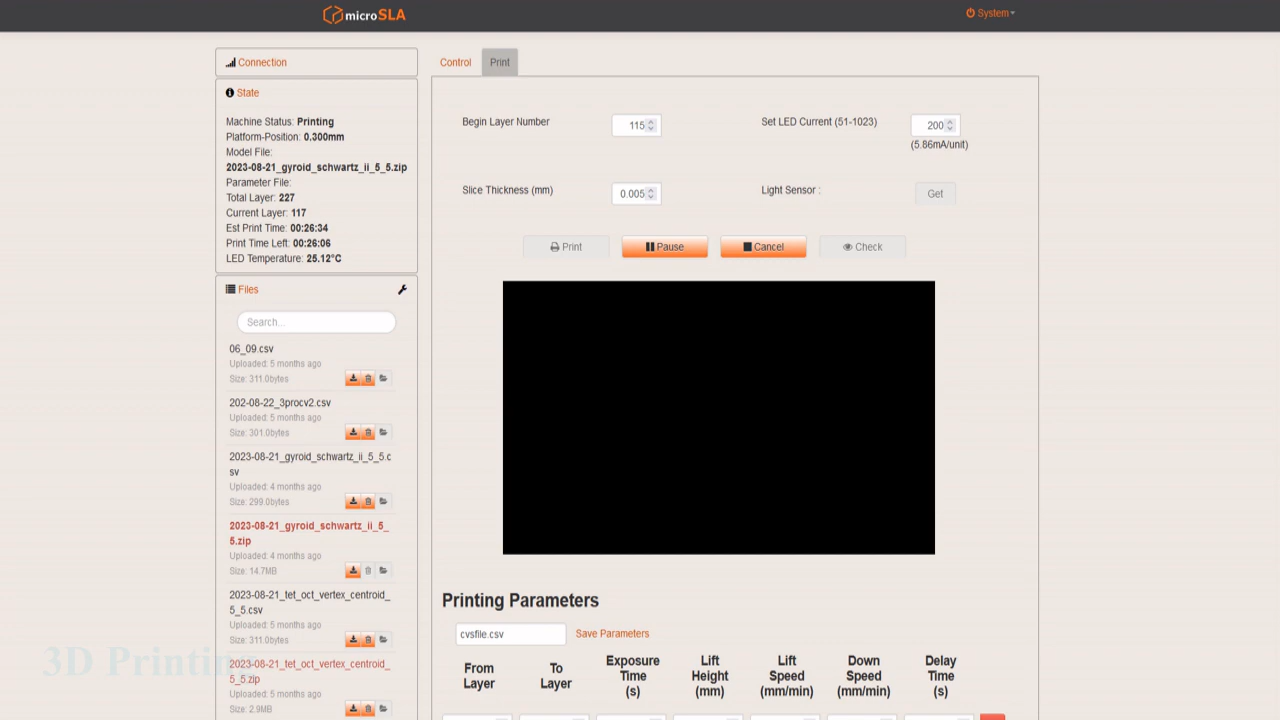 microSLA
System
Connection
State
Machine Status: Printing
Platform-Position: 0.300mm
Model File:
2023-08-21_gyroid_schwartz_ii_5_5.zip
Parameter File:
Total Layer: 227
Current Layer: 117
Est Print Time: 00:26:34
Print Time Left: 00:26:06
LED Temperature: 25.12°C
Files
Search...
06_09.csv
Uploaded: 5 months ago
Size: 311.0bytes
202-08-22_3procv2.csv
Uploaded: 5 months ago
Size: 301.0bytes
2023-08-21_gyroid_schwartz_ii_5_5.c
sv
Uploaded: 4 months ago
Size: 299.0bytes
2023-08-21_gyroid_schwartz_ii_5_
5.zip
Uploaded: 4 months ago
Size: 14.7MB
2023-08-21_tet_oct_vertex_centroid_
5_5.csv
Uploaded: 5 months ago
Size: 311.0bytes
2023-08-21_tet_oct_vertex_centroid_
5_5.zip
Uploaded: 5 months ago
Size: 2.9MB
3D Printing
Control
Print
Begin Layer Number
115
Set LED Current (51-1023)
200
(5.86mA/unit)
Slice Thickness (mm)
0.005
Light Sensor :
Get
Print
Pause
Cancel
Check
Printing Parameters
cvsfile.csv
Save Parameters
From
Layer
To
Layer
Exposure
Time
(s)
Lift
Height
(mm)
Lift
Speed
(mm/min)
Down
Speed
(mm/min)
Delay
Time
(s)